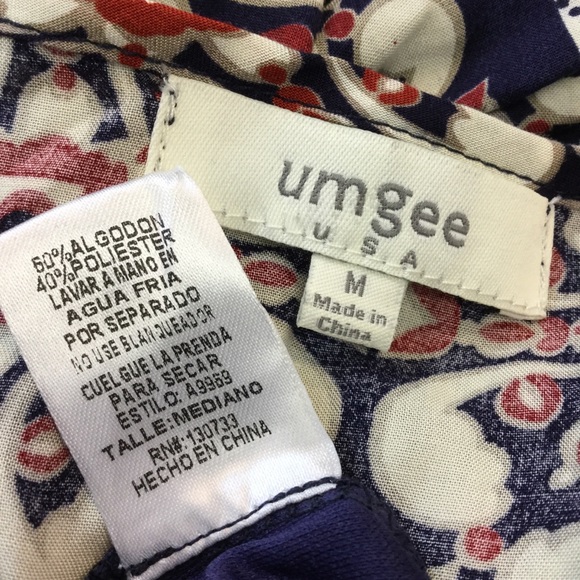 umgee
USA
M
Made in
China
60% ALGODON
40% POLIESTER
LAVAR A MANO EN
AGUA FRIA
POR SEPARADO
NO USE BLANQUEADOR
CUELGUE LA PRENDA
PARA SECAR
ESTILO: A9969
TALLE: MEDIANO
RN#: 130733
HECHO EN CHINA